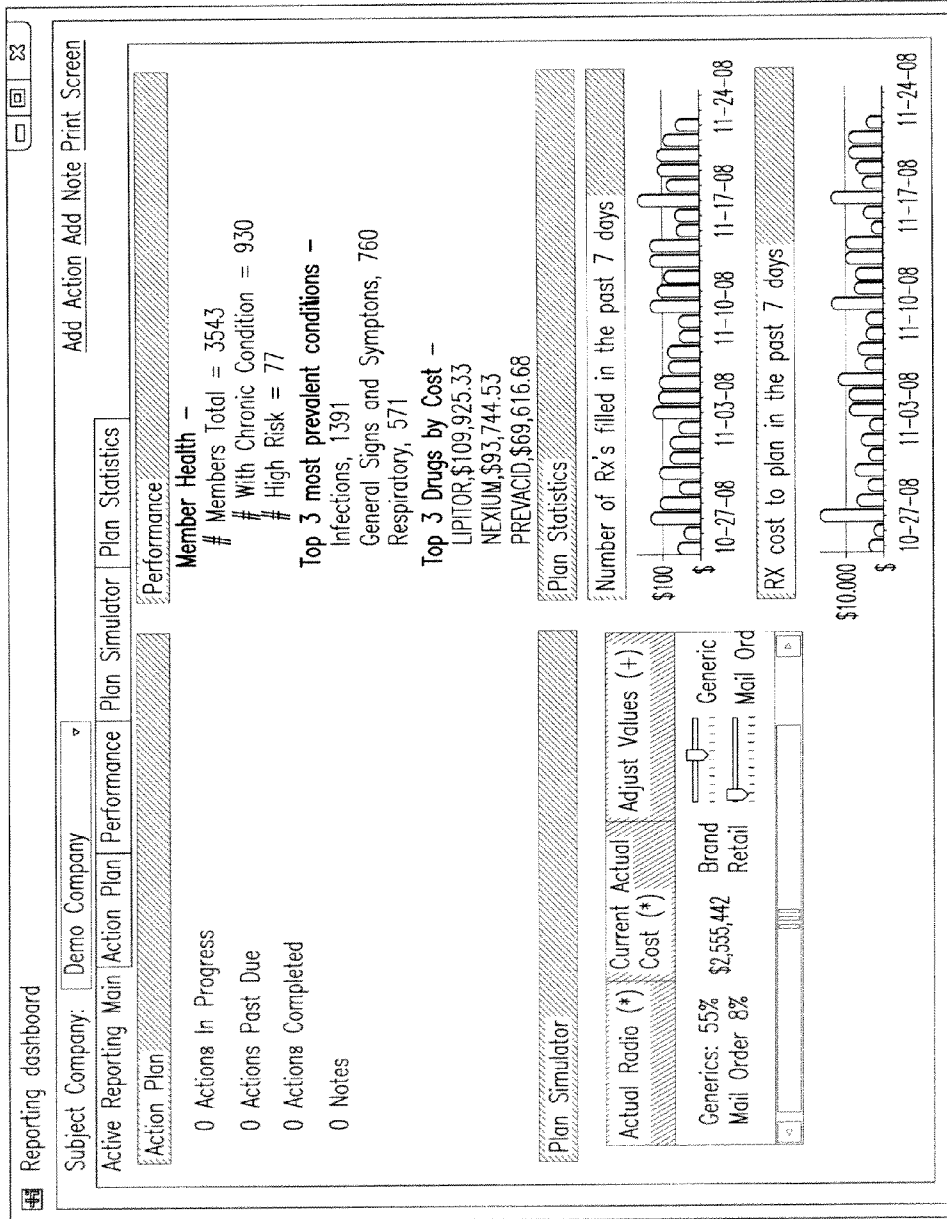 Reporting dashboard
Subject Company: Demo Company
Add Action Add Note Print Screen
Active Reporting Main Action Plan Performance Plan Simulator Plan Statistics
Action Plan
0 Actions In Progress
0 Actions Past Due
0 Actions Completed
0 Notes
Performance
Member Health –
# Members Total = 3543
# With Chronic Condition = 930
# High Risk = 77
Top 3 most prevalent conditions –
Infections, 1391
General Signs and Symptoms, 760
Respiratory, 571
Top 3 Drugs by Cost –
LIPITOR,$109,925.33
NEXIUM,$93,744.53
PREVACID,$69,616.68
Plan Simulator
Actual Radio (*) Current Actual Cost (*) Adjust Values (+)
Generics: 55% $2,555,442 Brand Generic
Mail Order 8% Retail Mail Ord
Plan Statistics
Number of Rx's filled in the past 7 days
$100
$
10-27-08 11-03-08 11-10-08 11-17-08 11-24-08
RX cost to plan in the past 7 days
$10.000
$
10-27-08 11-03-08 11-10-08 11-17-08 11-24-08